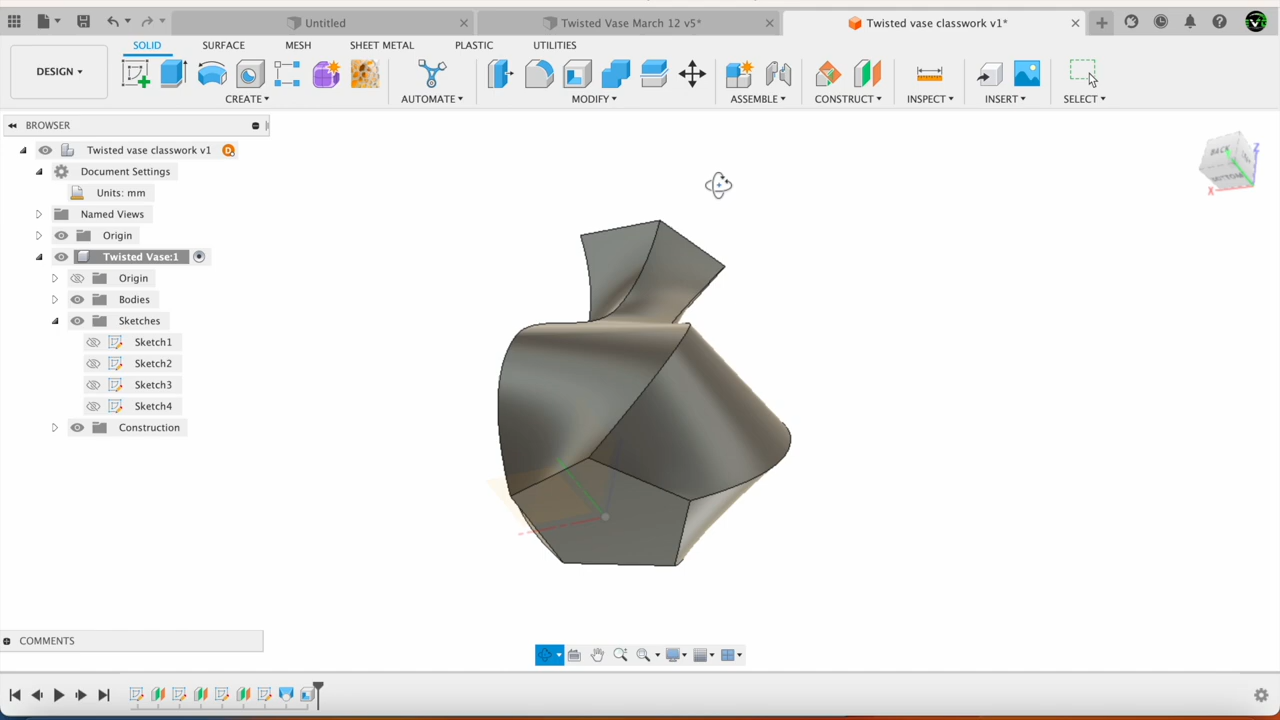 Untitled
Twisted Vase March 12 v5*
Twisted vase classwork v1*
SOLID
SURFACE
MESH
SHEET METAL
PLASTIC
UTILITIES
DESIGN
CREATE
AUTOMATE
MODIFY
ASSEMBLE
CONSTRUCT
INSPECT
INSERT
SELECT
BROWSER
Twisted vase classwork v1
Document Settings
Units: mm
Named Views
Origin
Twisted Vase:1
Origin
Bodies
Sketches
Sketch1
Sketch2
Sketch3
Sketch4
Construction
BACK
BOTTOM
Z
X
COMMENTS